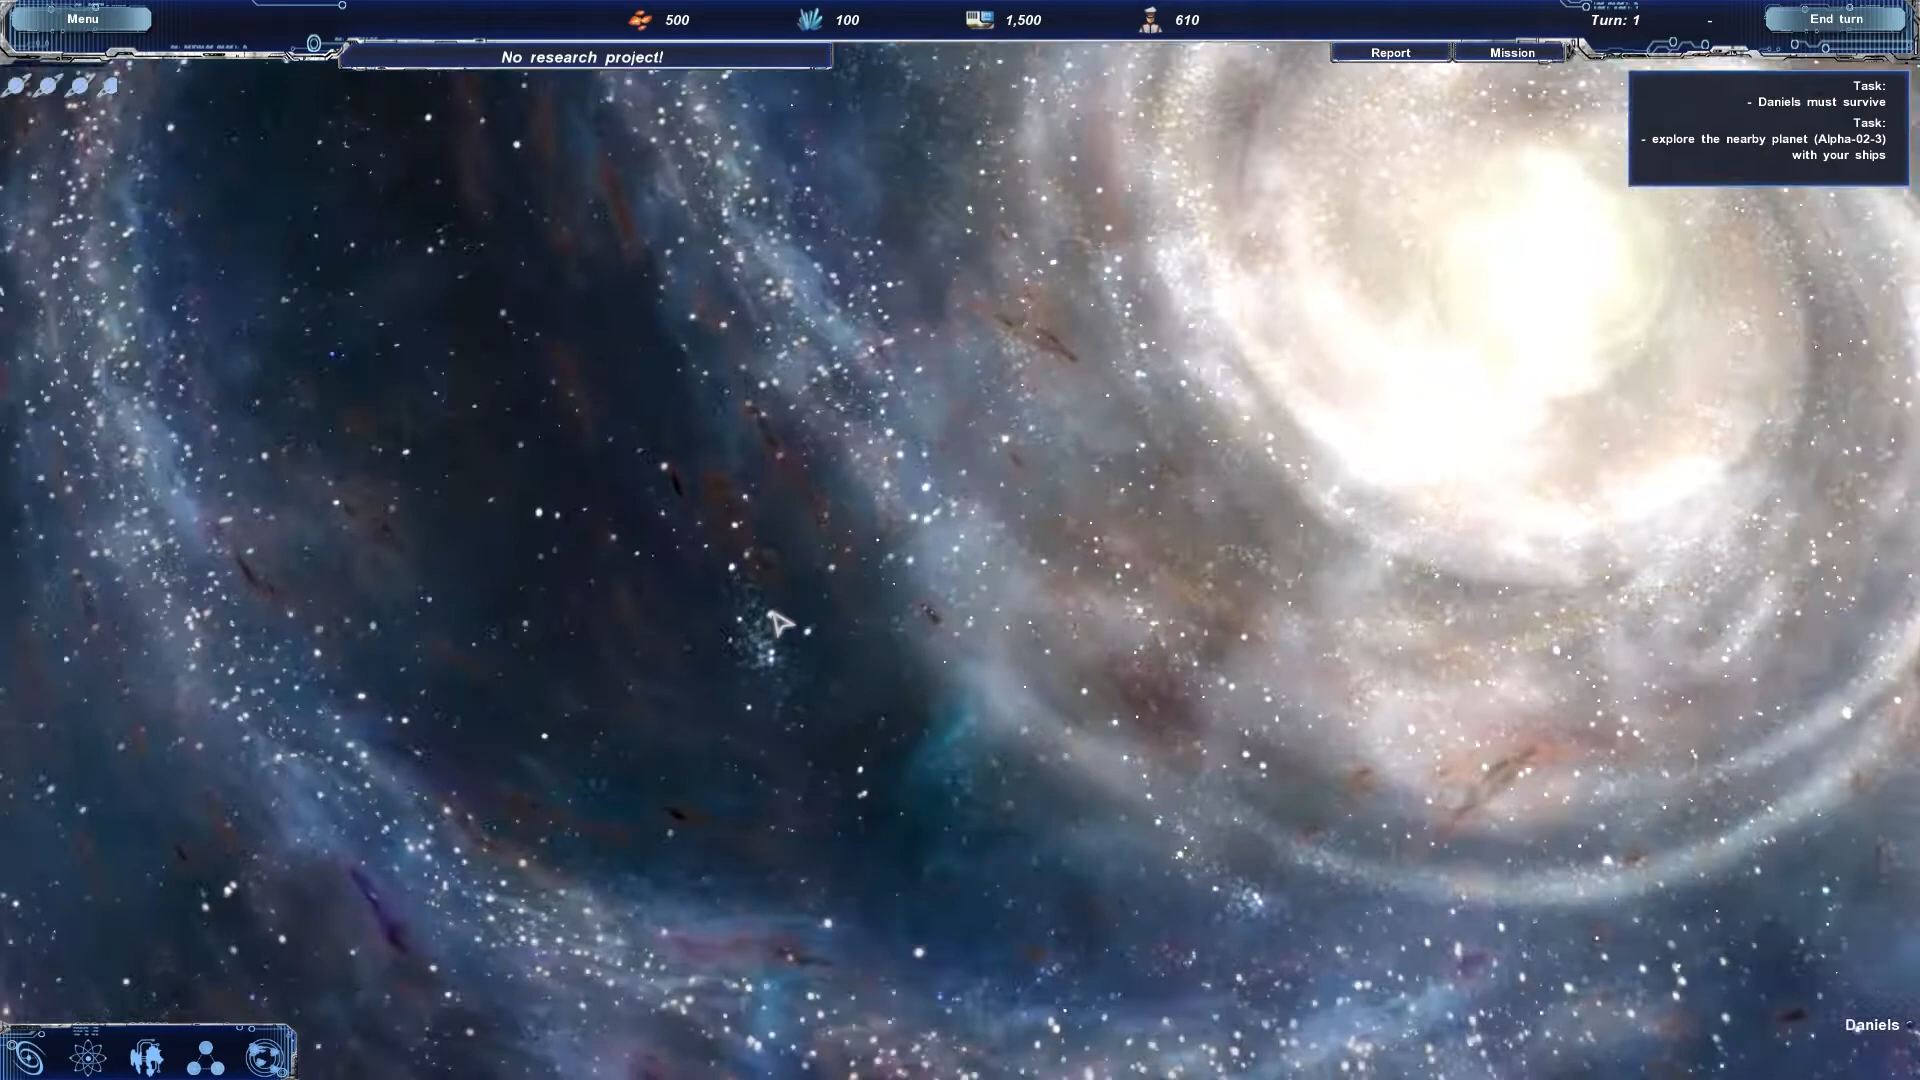 Menu
500
100
1,500
610
Turn: 1
-
End turn
No research project!
Report
Mission
Task:
- Daniels must survive
Task:
- explore the nearby planet (Alpha-02-3)
with your ships
Daniels